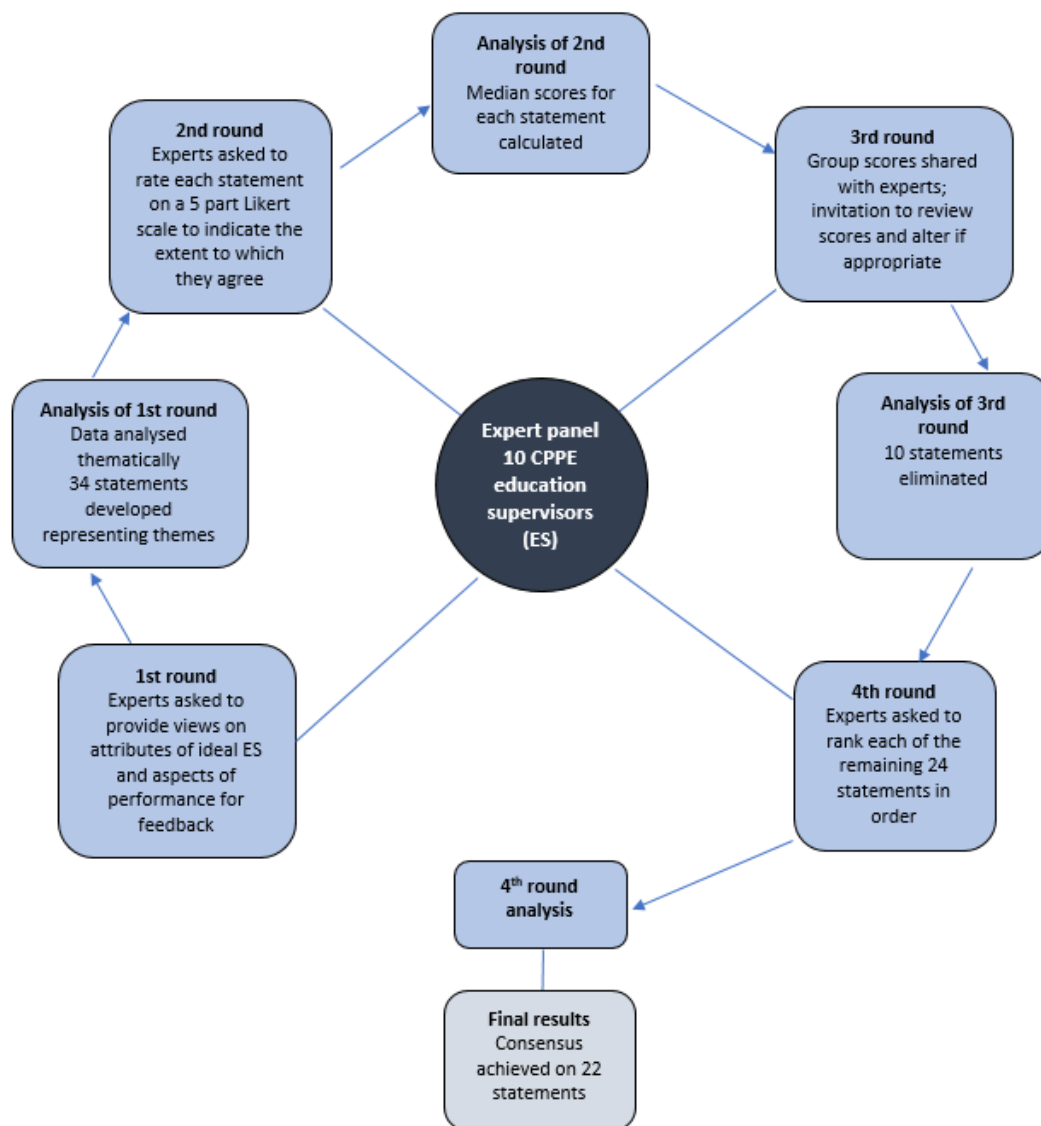 Analysis of 2nd
round
Median scores for
each statement
calculated
2nd round
Experts asked to
rate each statement
on a 5 part Likert
scale to indicate the
extent to which
they agree
3rd round
Group scores shared
with experts;
invitation to review
scores and alter if
appropriate
Analysis of 1st round
Data analysed
thematically
34 statements
developed
representing themes
Expert panel
10 CPPE
education
supervisors
(ES)
Analysis of 3rd
round
10 statements
eliminated
1st round
Experts asked to
provide views on
attributes of ideal ES
and aspects of
performance for
feedback
4th round
Experts asked to
rank each of the
remaining 24
statements in
order
4th round
analysis
Final results
Consensus
achieved on 22
statements